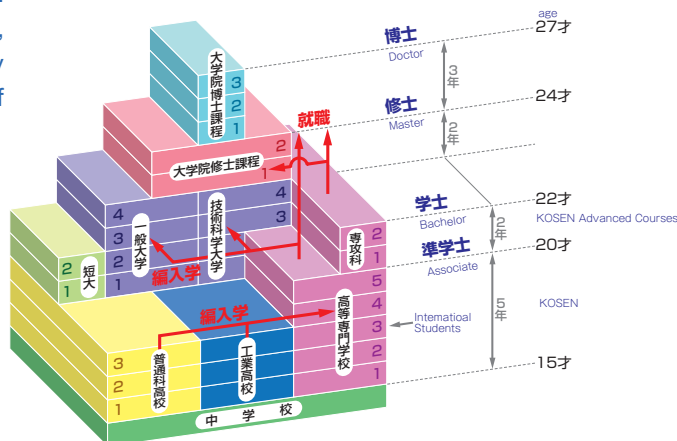 f
age
27才
博士
Doctor
3年
大学院博士課程
3
2
1
24才
修士
Master
2年
就職
2
1
大学院修士課程
22才
学士
Bachelor
2年
KOSEN Advanced Courses
20才
準学士
Associate
4
3
2
1
一般大学
4
3
技術科学大学
専攻科
2
1
2
1
短大
編入学
編入学
5
4
3
2
1
高等専門学校
Internatioal
Students
5年
KOSEN
15才
3
2
1
普通科高校
工業高校
中学校